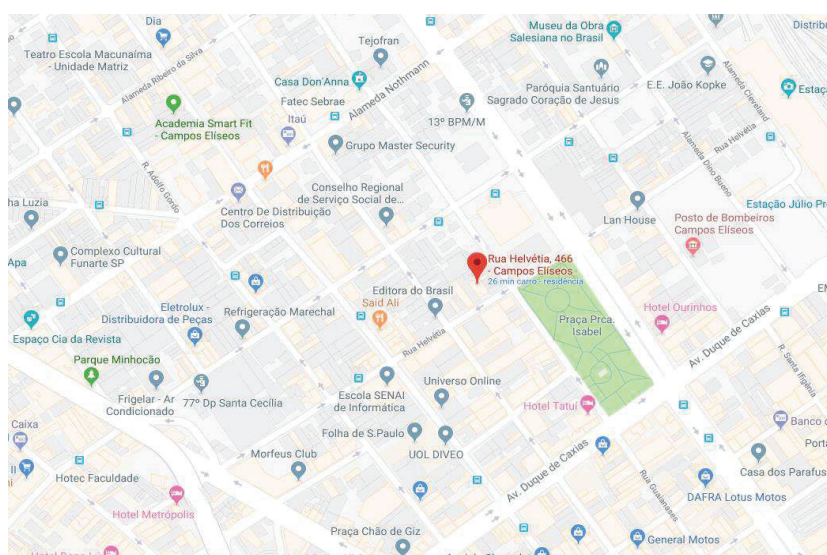 Dia
Teatro Escola Macunaíma
- Unidade Matriz
Alameda Ribeiro da Silva
Tejofran
Museu da Obra
Salesiana no Brasil
Casa Don'Anna
Alameda Nothmann
Paróquia Santuário
Sagrado Coração de Jesus
E.E. João Kopke
Alameda Cleveland
Academia Smart Fit
- Campos Elíseos
Fatec Sebrae
Itaú
13º BPM/M
Grupo Master Security
Rua Helvétia
Alameda Dino Bueno
R. Adolfo Gordo
Conselho Regional
de Serviço Social de...
Centro De Distribuição
Dos Correios
Lan House
Estação Júlio Pr
Posto de Bombeiros
Campos Elíseos
ha Luzia
Complexo Cultural
Funarte SP
Apa
Rua Helvétia, 466
- Campos Elíseos
26 min carro - residência
Editora do Brasil
Eletrolux -
Distribuidora de Peças
Refrigeração Marechal
Said Ali
Praça Prca.
Isabel
Hotel Ourinhos
Av. Duque de Caxias
R. Santa Ifigênia
Espaço Cia da Revista
Rua Helvétia
Parque Minhocão
Frigelar - Ar
Condicionado
77º Dp Santa Cecília
Escola SENAI
de Informática
Universo Online
Hotel Tatuí
Folha de S.Paulo
UOL DIVEO
Caixa
Hotec Faculdade
Morfeus Club
Av. Duque de Caxias
Rua Guaianases
Banco
Casa dos Parafus
DAFRA Lotus Motos
Hotel Metrópolis
Praça Chão de Giz
General Motos